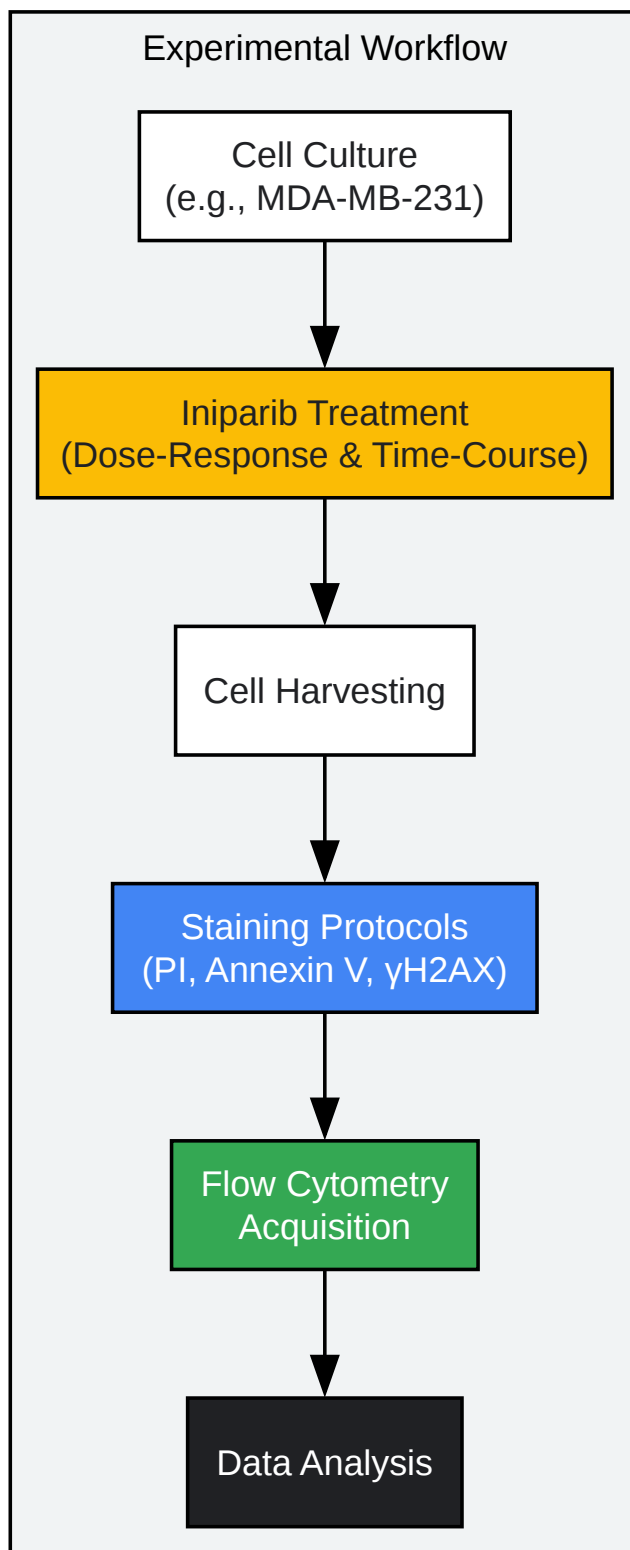 Experimental Workflow
Cell Culture
(e.g., MDA-MB-231)
Iniparib Treatment
(Dose-Response & Time-Course)
Cell Harvesting
Staining Protocols
(PI, Annexin V, γH2AX)
Flow Cytometry
Acquisition
Data Analysis